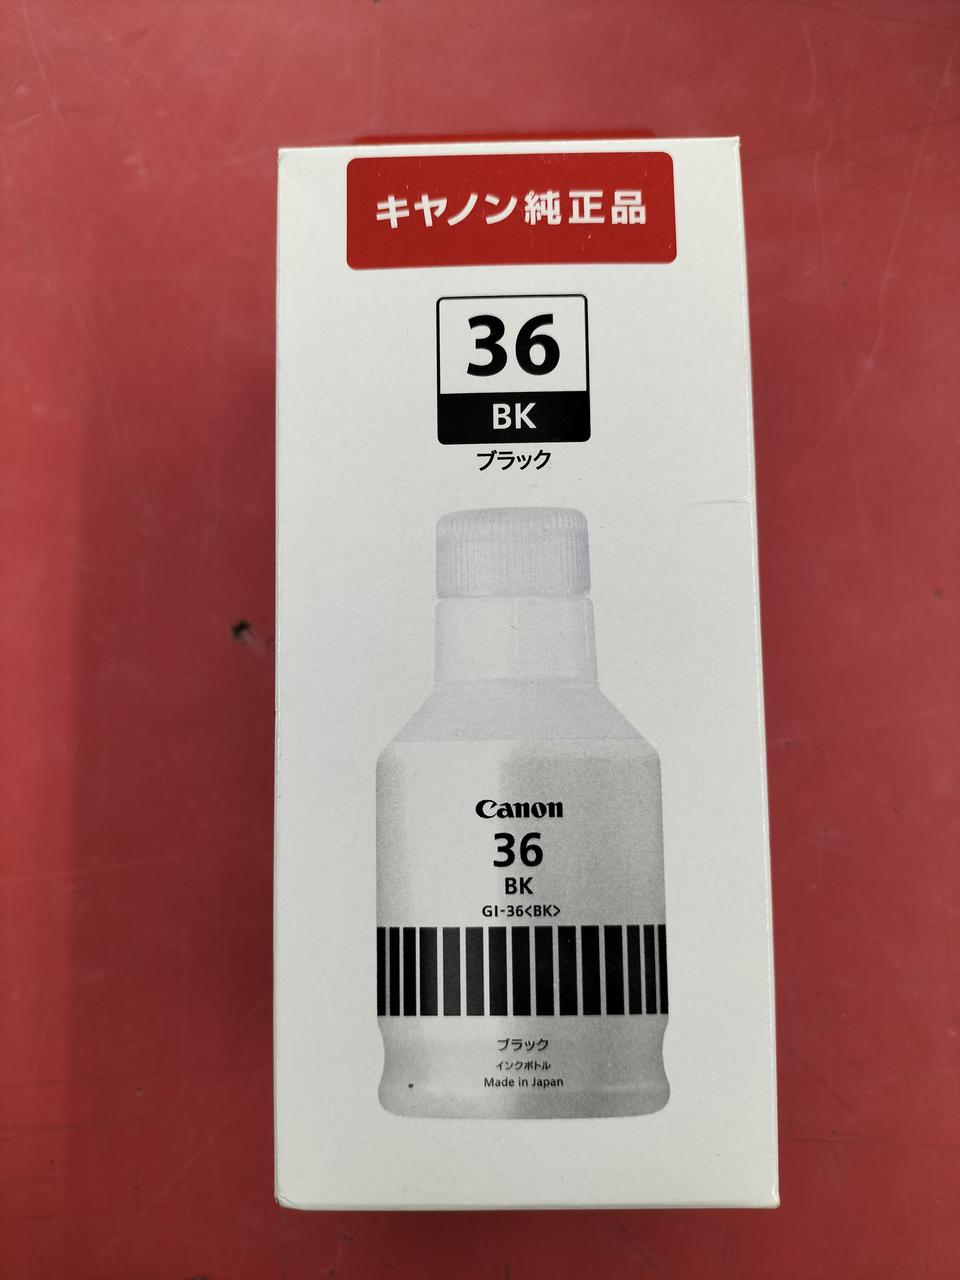 キヤノン純正品
36
BK
ブラック
Canon
36
BK
GI-36<BK>
ブラック
インクボトル
Made in Japan